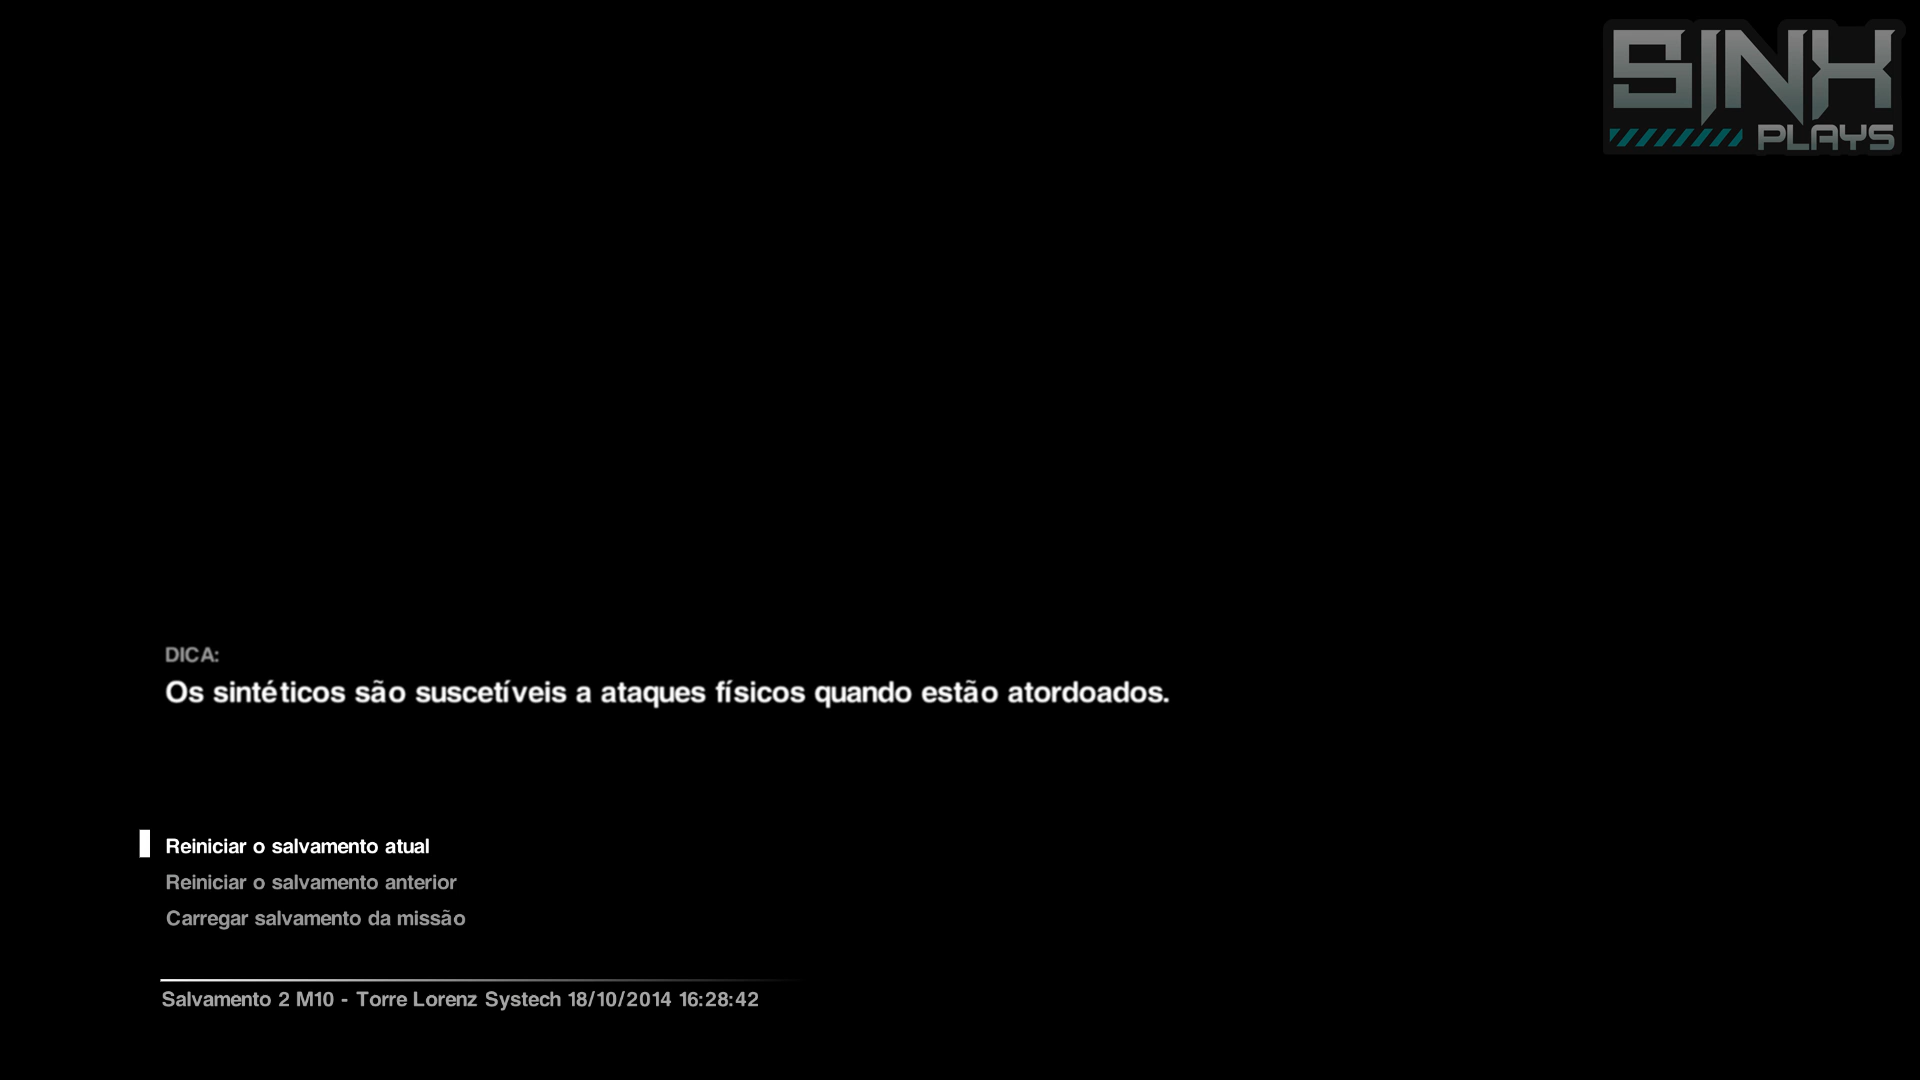 SINX
PLAYS
DICA:
Os sintéticos são suscetíveis a ataques físicos quando estão atordoados.
Reiniciar o salvamento atual
Reiniciar o salvamento anterior
Carregar salvamento da missão
Salvamento 2 M10 - Torre Lorenz Systech 18/10/2014 16:28:42